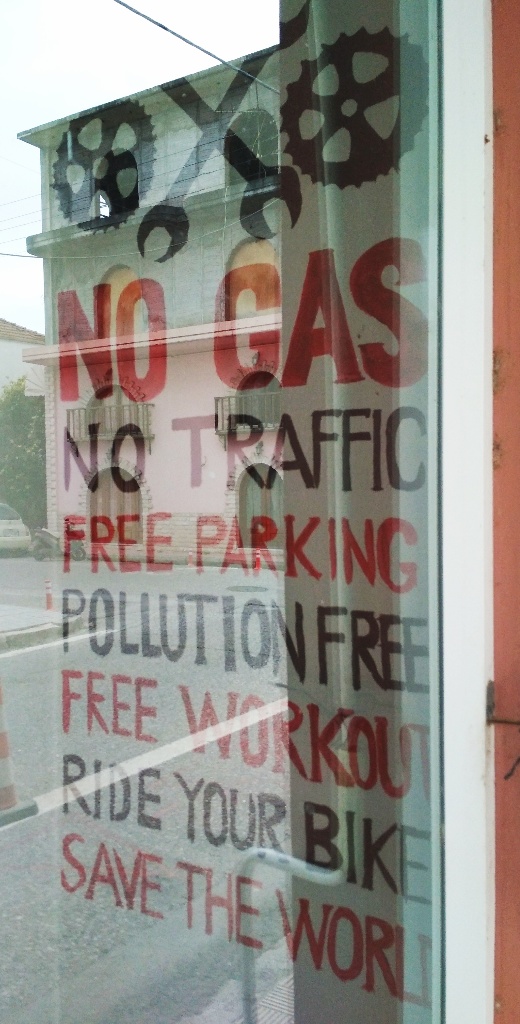 NO GAS
NO TRAFFIC
FREE PARKING
POLLUTION FREE
FREE WORKOUT
RIDE YOUR BIKE
SAVE THE WORLD